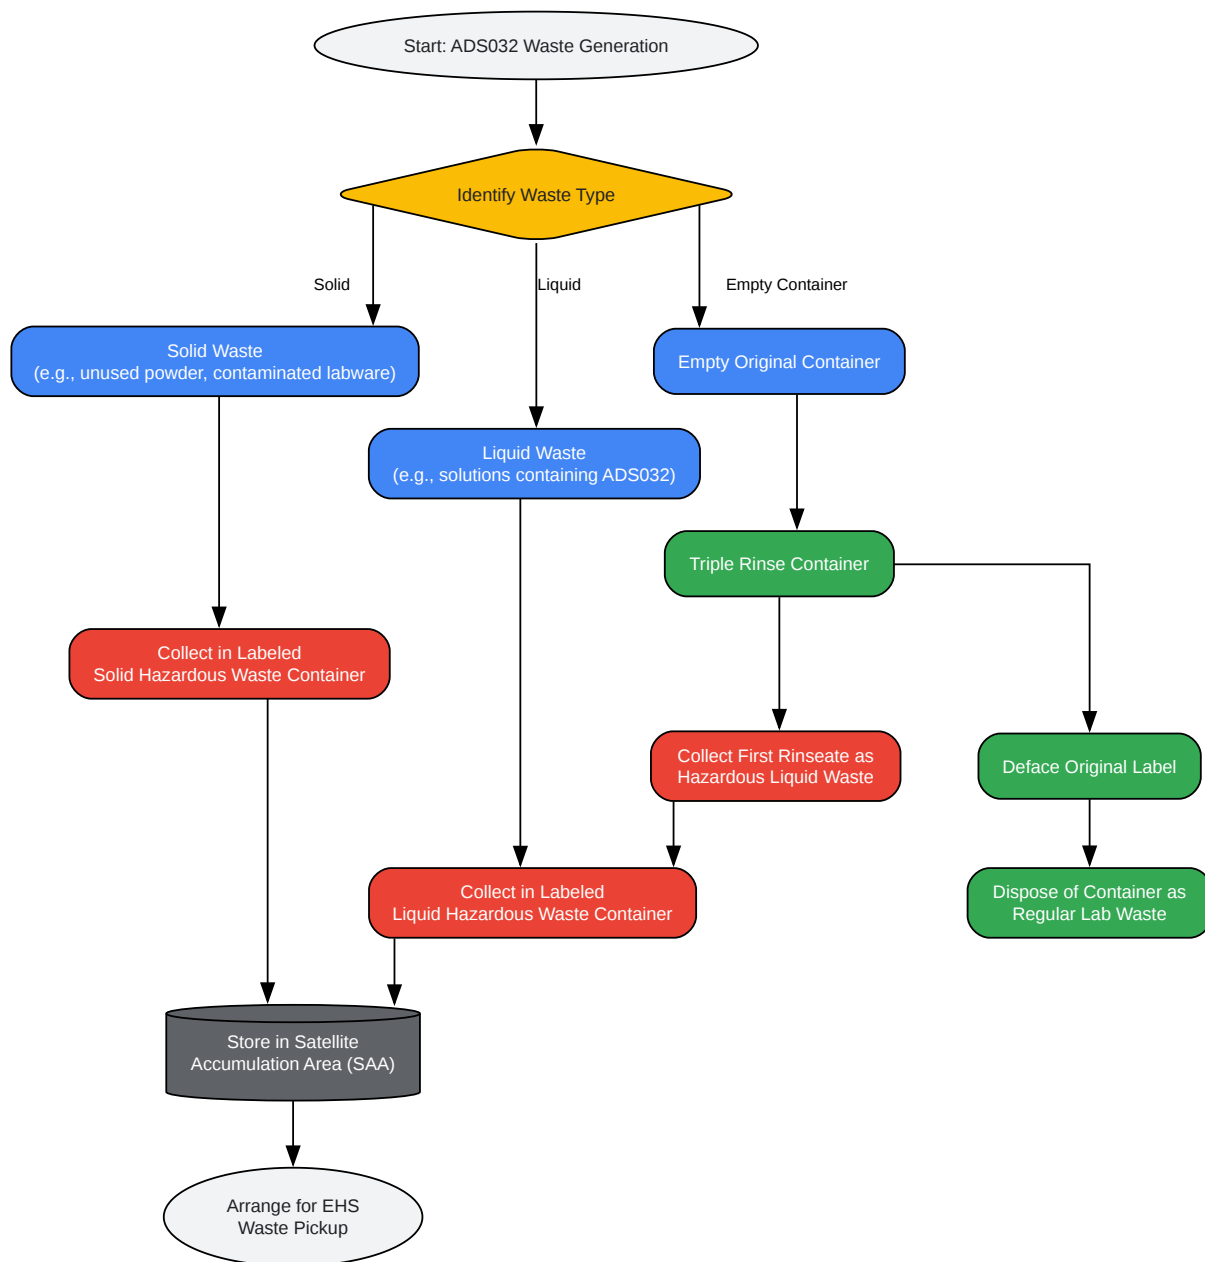 Start: ADS032 Waste Generation
Identify Waste Type
Solid
Liquid
Empty Container
Solid Waste
(e.g., unused powder, contaminated labware)
Empty Original Container
Liquid Waste
(e.g., solutions containing ADS032)
Triple Rinse Container
Collect in Labeled
Solid Hazardous Waste Container
Collect First Rinseate as
Hazardous Liquid Waste
Deface Original Label
Collect in Labeled
Liquid Hazardous Waste Container
Dispose of Container as
Regular Lab Waste
Store in Satellite
Accumulation Area (SAA)
Arrange for EHS
Waste Pickup